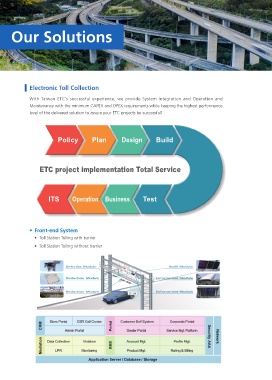 Our Solutions
Electronic Toll Collection
With Taiwan ETC's successful experience, we provide System Integration and Operation and
Maintenance with the minimum CAPEX and OPEX requirements while keeping the highest performance
level of the delivered solution to assure your ETC projects be successful!
Policy Plan Design Build
ETC project implementation Total Service
ITS Operation Business Test
• Front-end System
• Toll Station Tolling with barrier
• Toll Station Tolling without barrier
CRM
Store Portal CSR Call Center
Admin Portal
Portal
Customer Self System Corporate Portal
Dealer Portal Service Mgt. Platform
Data Collection Violation
LPR Monitoring
Account Mgt. Profile Mgt.
Product Mgt. Rating & Billing
Application Server / Database / Storage